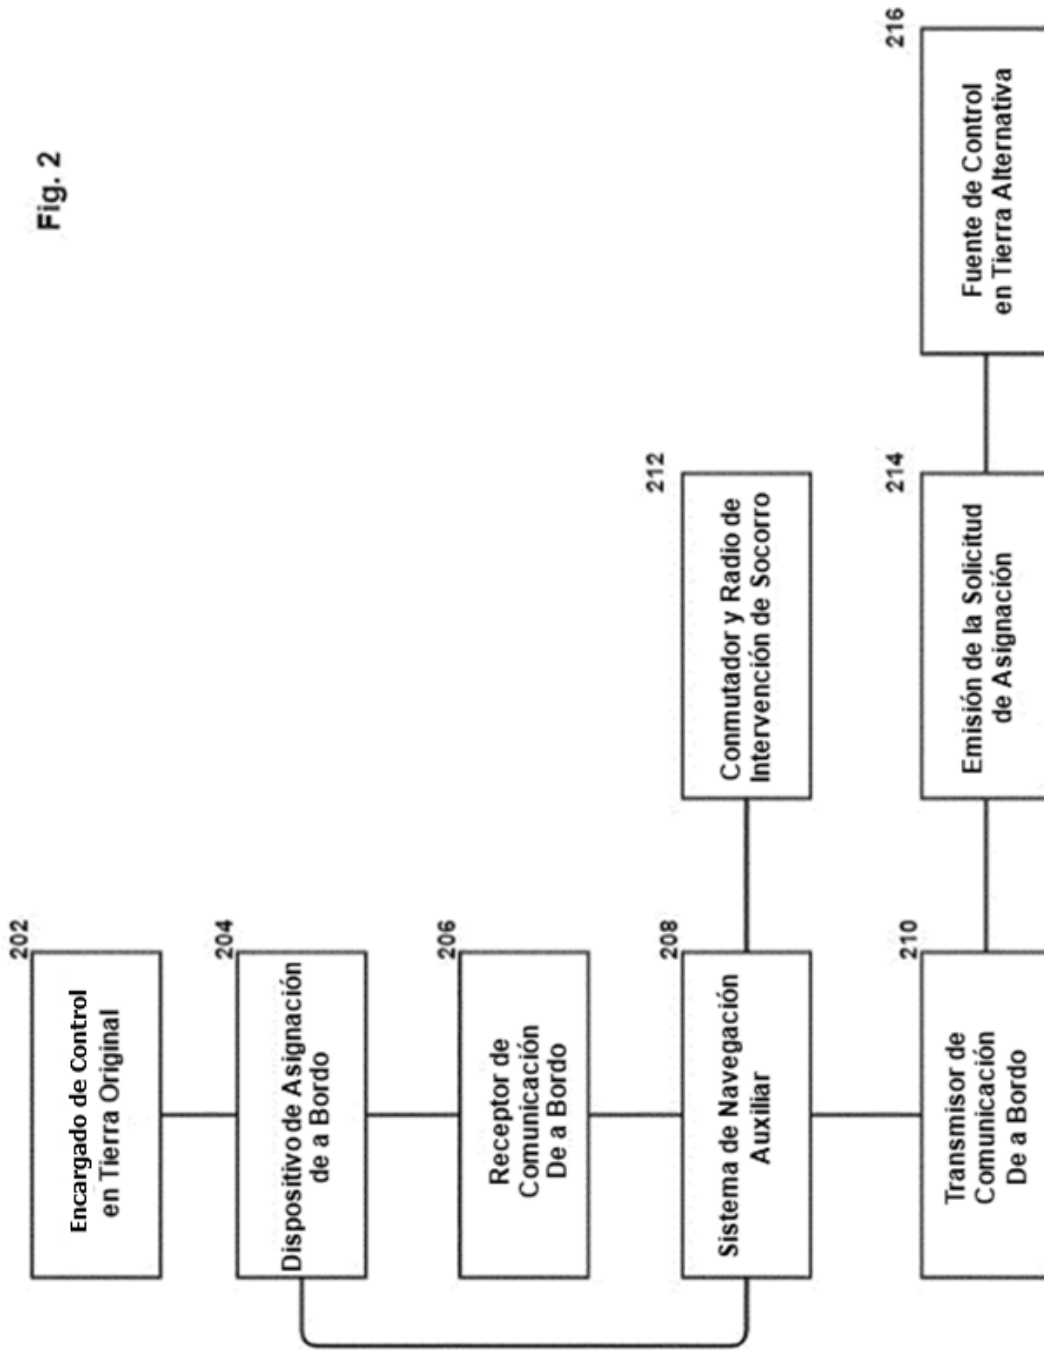 Fig. 2
202
Encargado de Control
en Tierra Original
204
Dispositivo de Asignación
de a Bordo
206
Receptor de
Comunicación
De a Bordo
208
Sistema de Navegación
Auxiliar
210
Transmisor de
Comunicación
De a Bordo
212
Conmutador y Radio de
Intervención de Socorro
214
Emisión de la Solicitud
de Asignación
216
Fuente de Control
en Tierra Alternativa